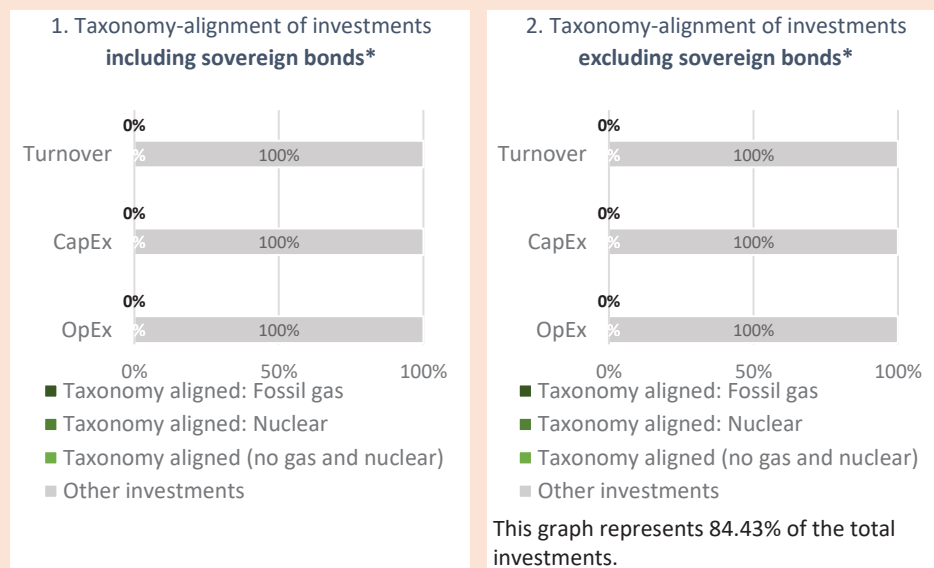 1. Taxonomy-alignment of investments
including sovereign bonds*
0%
Turnover
%
100%
0%
CapEx
%
100%
0%
OpEx
%
100%
0%
50%
100%
Taxonomy aligned: Fossil gas
Taxonomy aligned: Nuclear
Taxonomy aligned (no gas and nuclear)
Other investments
2. Taxonomy-alignment of investments
excluding sovereign bonds*
0%
Turnover
%
100%
0%
CapEx
%
100%
0%
OpEx
%
100%
0%
50%
100%
Taxonomy aligned: Fossil gas
Taxonomy aligned: Nuclear
Taxonomy aligned (no gas and nuclear)
Other investments
This graph represents 84.43% of the total
investments.